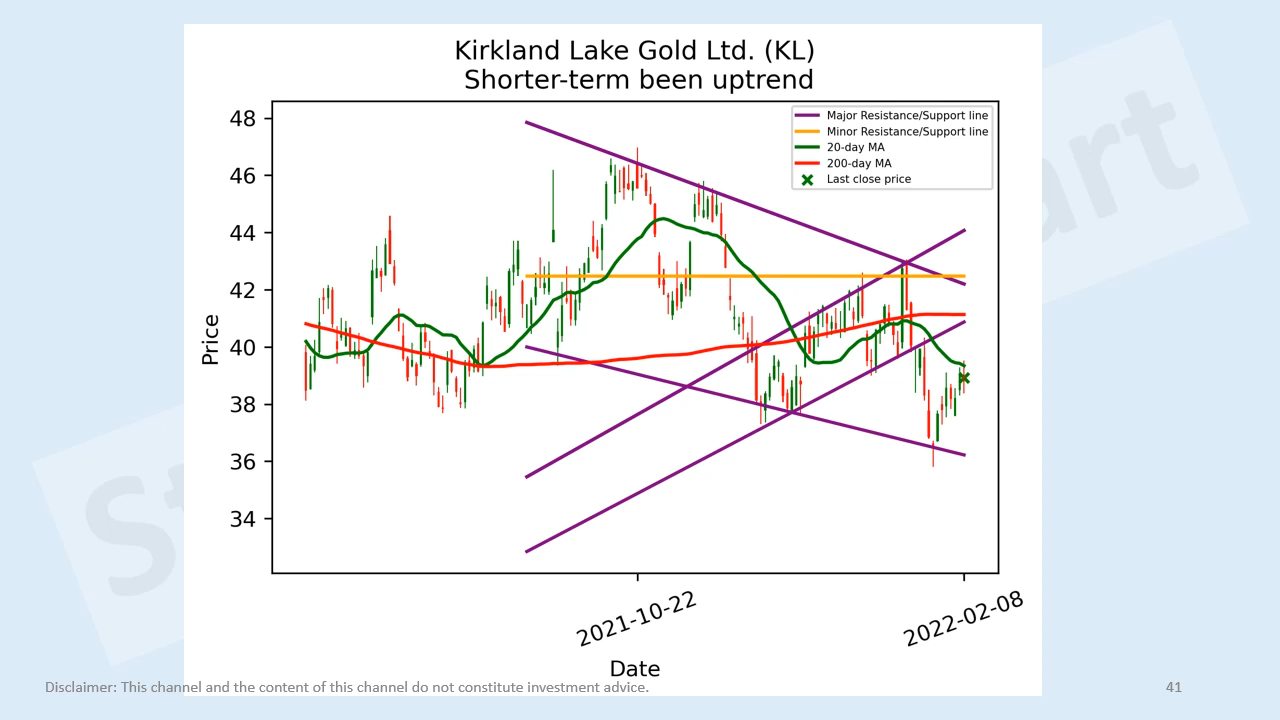 Kirkland Lake Gold Ltd. (KL)
Shorter-term been uptrend
Major Resistance/Support line
Minor Resistance/Support line
20-day MA
200-day MA
Last close price
48
46
44
42
40
38
36
34
Price
2021-10-22
2022-02-08
Date
St
art
Disclaimer: This channel and the content of this channel do not constitute investment advice.
41